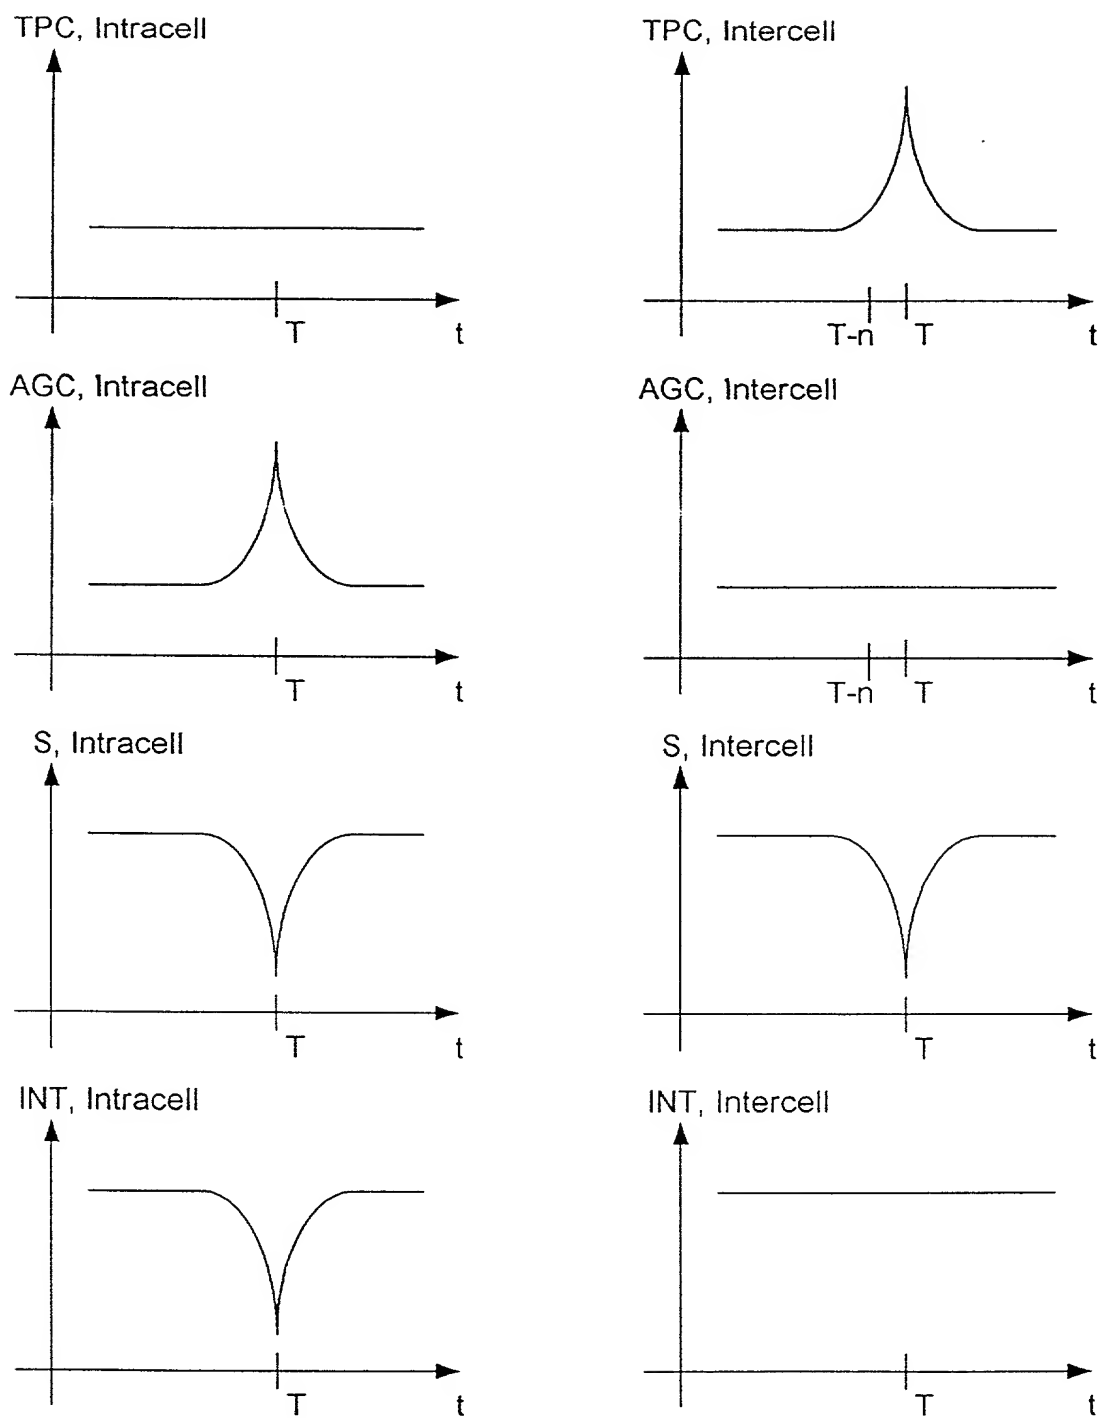 TPC, Intracell
T
t
TPC, Intercell
T-n
T
t
AGC, Intracell
T
t
AGC, Intercell
T-n
T
t
S, Intracell
T
t
S, Intercell
T
t
INT, Intracell
T
t
INT, Intercell
T
t